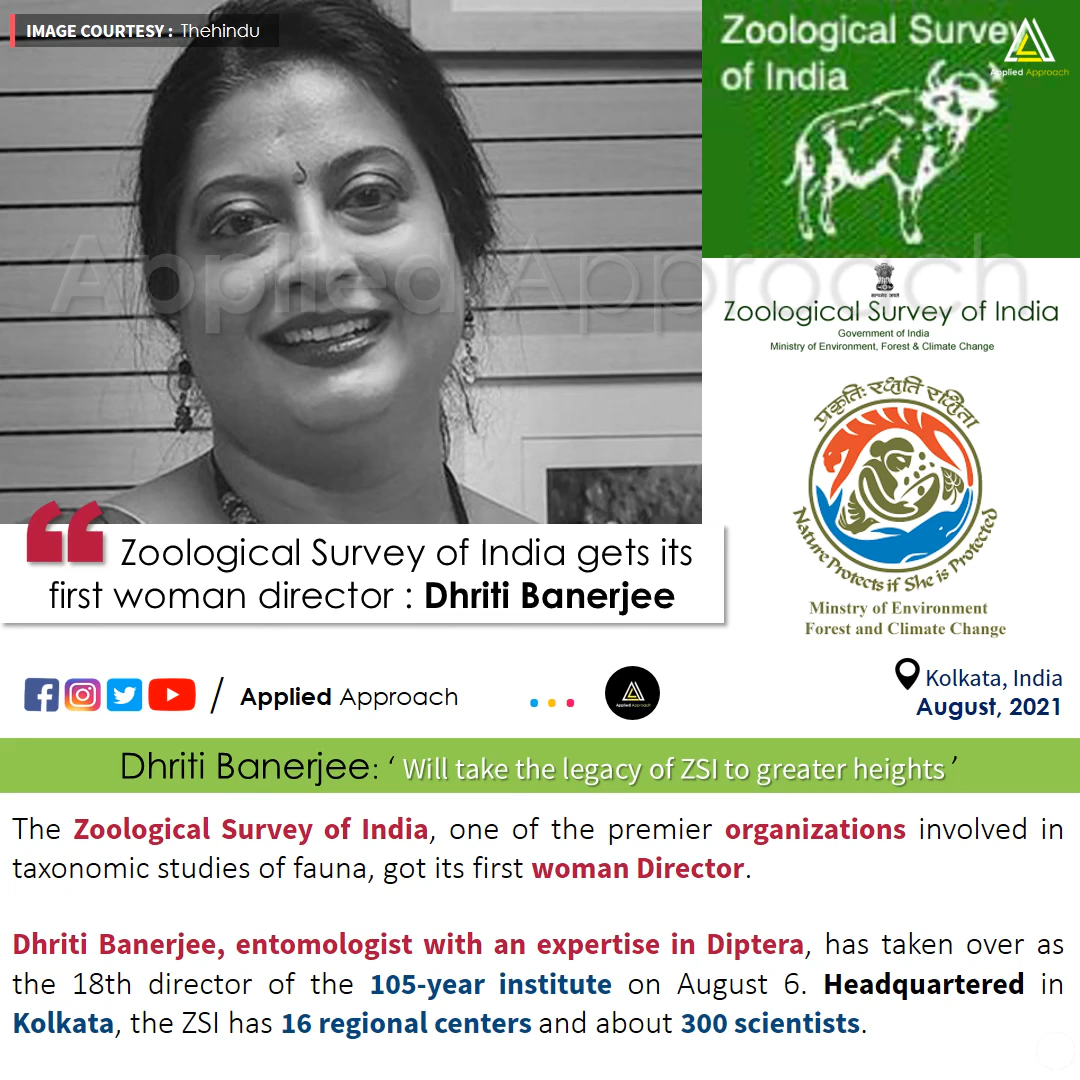 IMAGE COURTESY : Thehindu
Zoological Survey
of India
Applied Approach
Applied Approach
Zoological Survey of India
Government of India
Ministry of Environment, Forest & Climate Change
प्रकृतिः रक्षति रक्षिता
Nature Protects if She is Protected
Minstry of Environment
Forest and Climate Change
Zoological Survey of India gets its
first woman director : Dhriti Banerjee
/ Applied Approach
Applied Approach
Kolkata, India
August, 2021
Dhriti Banerjee: ‘ Will take the legacy of ZSI to greater heights ’
The Zoological Survey of India, one of the premier organizations involved in
taxonomic studies of fauna, got its first woman Director.
Dhriti Banerjee, entomologist with an expertise in Diptera, has taken over as
the 18th director of the 105-year institute on August 6. Headquartered in
Kolkata, the ZSI has 16 regional centers and about 300 scientists.